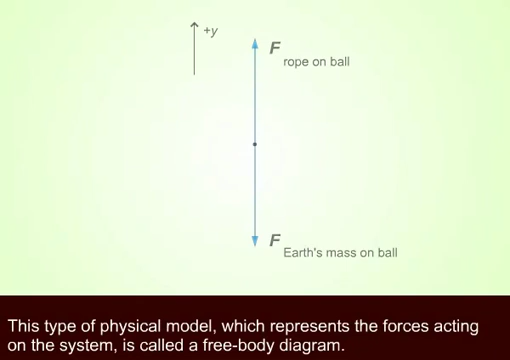 +y
F rope on ball
F Earth's mass on ball
This type of physical model, which represents the forces acting
on the system, is called a free-body diagram.